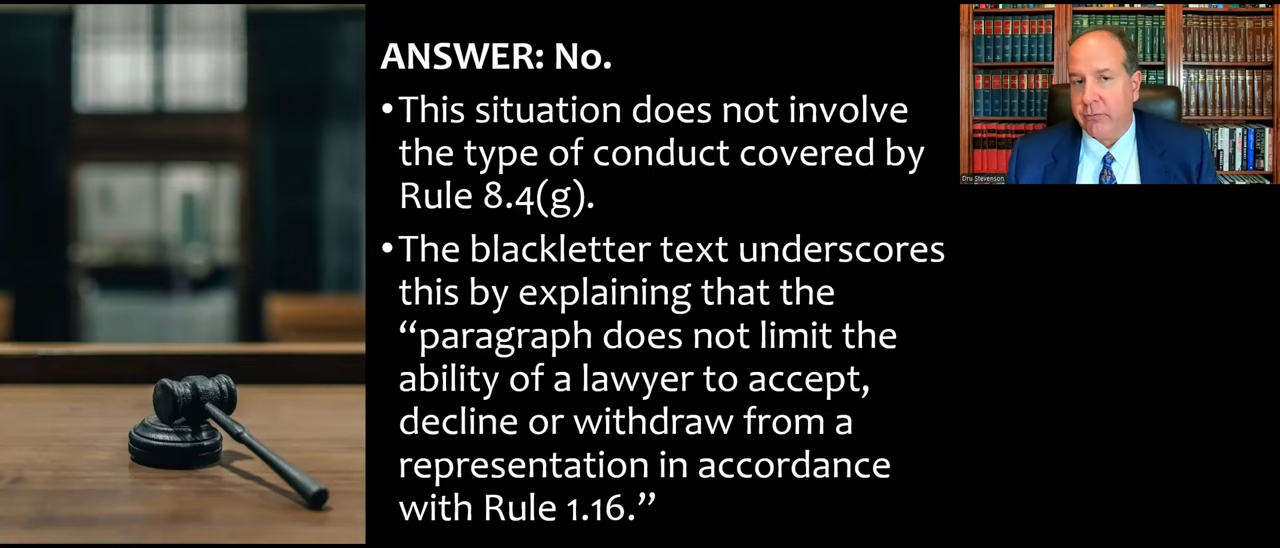 ANSWER: No.
•This situation does not involve
the type of conduct covered by
Rule 8.4(g).
•The blackletter text underscores
this by explaining that the
“paragraph does not limit the
ability of a lawyer to accept,
decline or withdraw from a
representation in accordance
with Rule 1.16.”
Dru Stevenson